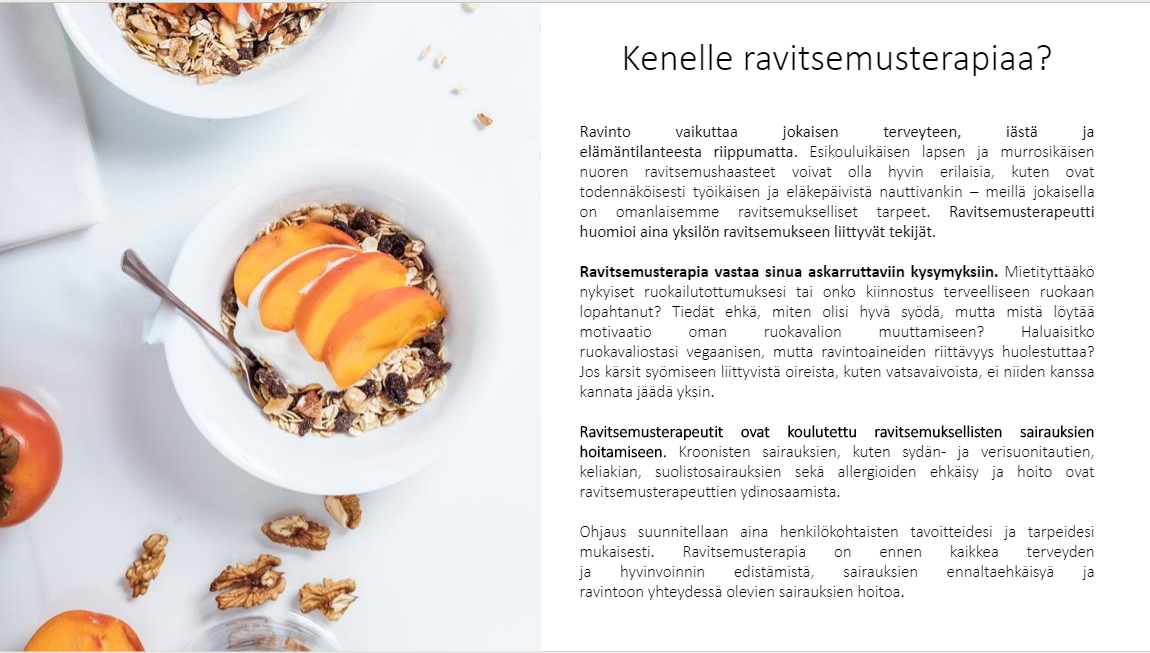 Kenelle ravitsemusterapiaa?
Ravinto vaikuttaa jokaisen terveyteen, iästä ja
elämäntilanteesta riippumatta. Esikouluikäisen lapsen ja murrosikäisen
nuoren ravitsemushaasteet voivat olla hyvin erilaisia, kuten ovat
todennäköisesti työikäisen ja eläkepäivistä nauttivankin – meillä jokaisella
on omanlaisemme ravitsemukselliset tarpeet. Ravitsemusterapeutti
huomioi aina yksilön ravitsemukseen liittyvät tekijät.
Ravitsemusterapia vastaa sinua askarruttaviin kysymyksiin. Mietityttääkö
nykyiset ruokailutottumuksesi tai onko kiinnostus terveelliseen ruokaan
lopahtanut? Tiedät ehkä, miten olisi hyvä syödä, mutta mistä löytää
motivaatio oman ruokavalion muuttamiseen? Haluaisitko
ruokavaliostasi vegaanisen, mutta ravintoaineiden riittävyys huolestuttaa?
Jos kärsit syömiseen liittyvistä oireista, kuten vatsavaivoista, ei niiden kanssa
kannata jäädä yksin.
Ravitsemusterapeutit ovat koulutettu ravitsemuksellisten sairauksien
hoitamiseen. Kroonisten sairauksien, kuten sydän- ja verisuonitautien,
keliakian, suolistosairauksien sekä allergioiden ehkäisy ja hoito ovat
ravitsemusterapeuttien ydinosaamista.
Ohjaus suunnitellaan aina henkilökohtaisten tavoitteidesi ja tarpeidesi
mukaisesti. Ravitsemusterapia on ennen kaikkea terveyden
ja hyvinvoinnin edistämistä, sairauksien ennaltaehkäisyä ja
ravintoon yhteydessä olevien sairauksien hoitoa.